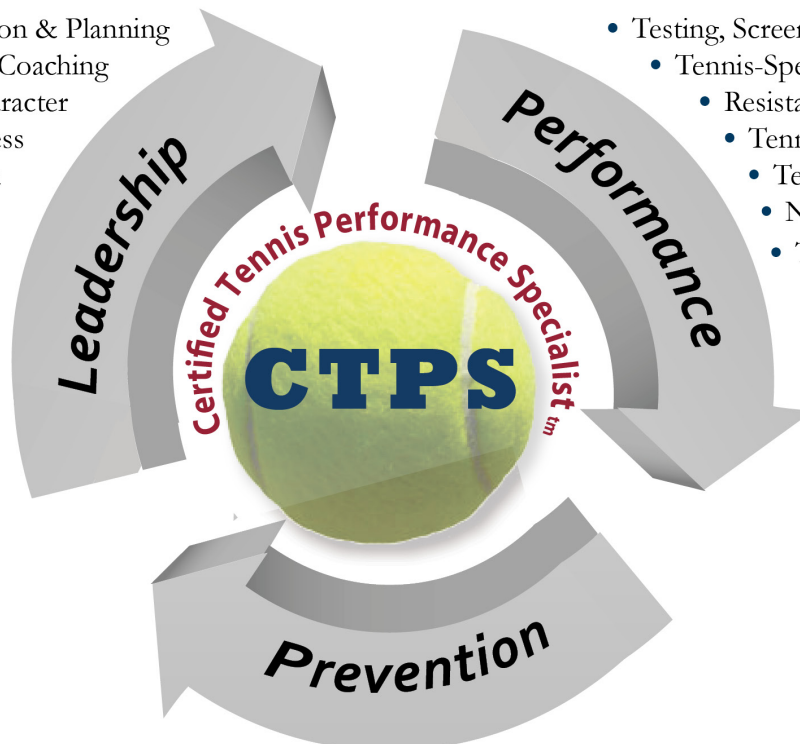 on & Planning
Coaching
racter
ess
• Testing, Screen
• Tennis-Spe
• Resista
• Tenn
• Te
• N
• T
Leadership
Performance
Certified Tennis Performance Specialist tm
CTPS
Prevention